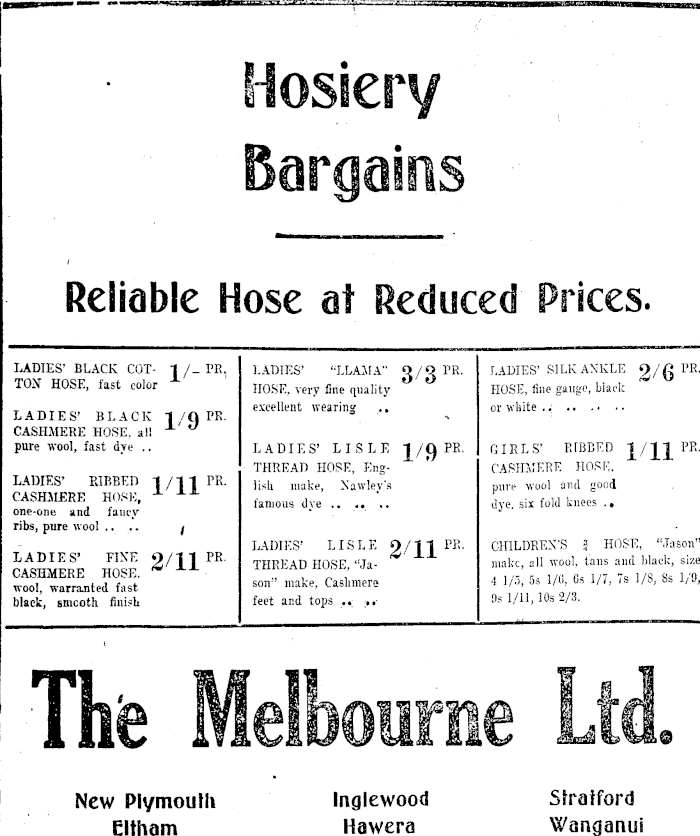 Hosiery
Bargains
Reliable Hose at Reduced Prices.
LADIES' BLACK COT- 1/- PR.
TON HOSE, fast color
LADIES' BLACK 1/9 PR.
CASHMERE HOSE, all
pure wool, fast dye ..
LADIES' RIBBED 1/11 PR.
CASHMERE HOSE,
one-one and fancy
ribs, pure wool .. ..
LADIES' FINE 2/11 PR.
CASHMERE HOSE.
wool, warranted fast
black, smooth finish
LADIES' "LLAMA" 3/3 PR.
HOSE, very fine quality
excellent wearing ..
LADIES' LISLE 1/9 PR.
THREAD HOSE, Eng-
lish make, Nawley's
famous dye .. .. ..
LADIES' LISLE 2/11 PR.
THREAD HOSE, "Ja-
son" make, Cashmere
feet and tops .. ..
LADIES' SILK ANKLE 2/6 PR.
HOSE, fine gauge, black
or white .. .. .. ..
GIRLS' RIBBED 1/11 PR.
CASHMERE HOSE,
pure wool and good
dye, six fold knees ..
CHILDREN'S ¾ HOSE, "Jason"
make, all wool, tans and black, size
4 1/5, 5s 1/6, 6s 1/7, 7s 1/8, 8s 1/9,
9s 1/11, 10s 2/3.
The Melbourne Ltd.
New Plymouth Inglewood Stratford
Eltham Hawera Wanganui